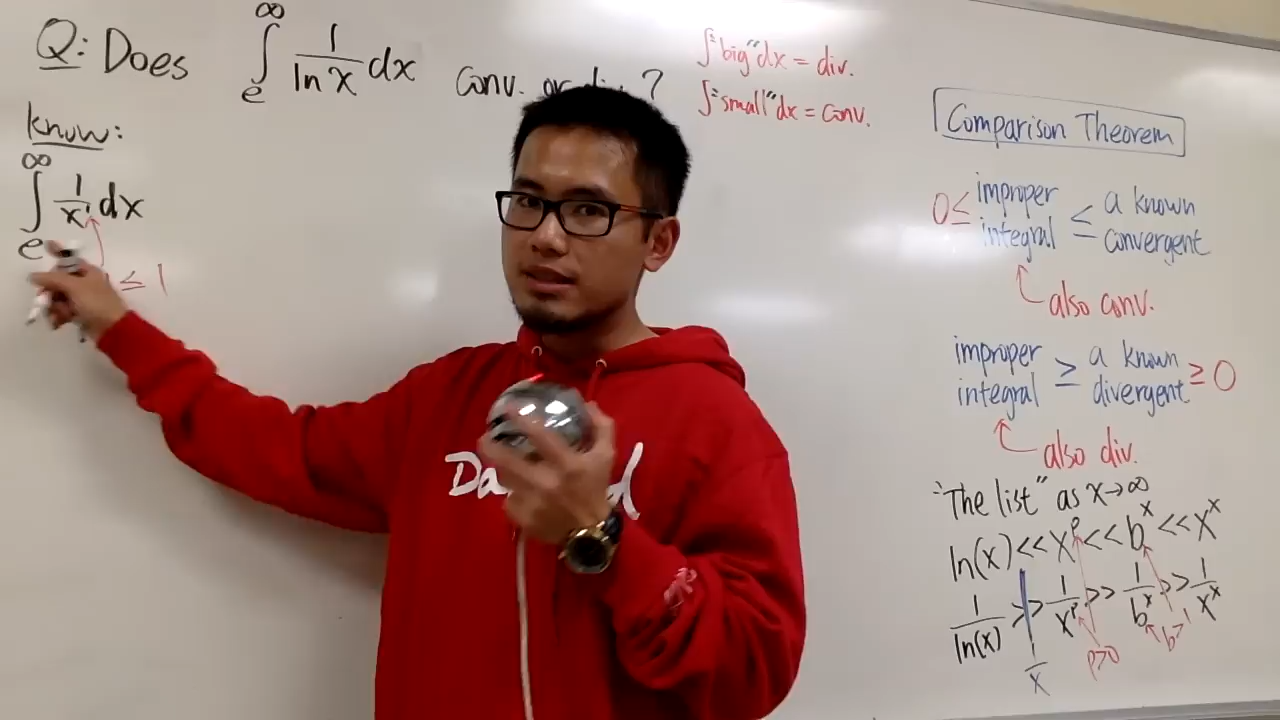 Q: Does ∫_e^∞ 1/ln x dx Conv. or div. ?
∫"big" dx = div.
∫"small" dx = conv.
know:
∫_e^∞ 1/x¹ dx
≤ 1
Comparison Theorem
0 ≤ improper integral ≤ a known convergent
also conv.
improper integral ≥ a known divergent ≥ 0
also div.
"The list" as x→∞
ln(x) << x^p << b^x << x^x
1/ln(x) >> 1/x^p >> 1/b^x >> 1/x^x
1/x
p>0
b>1